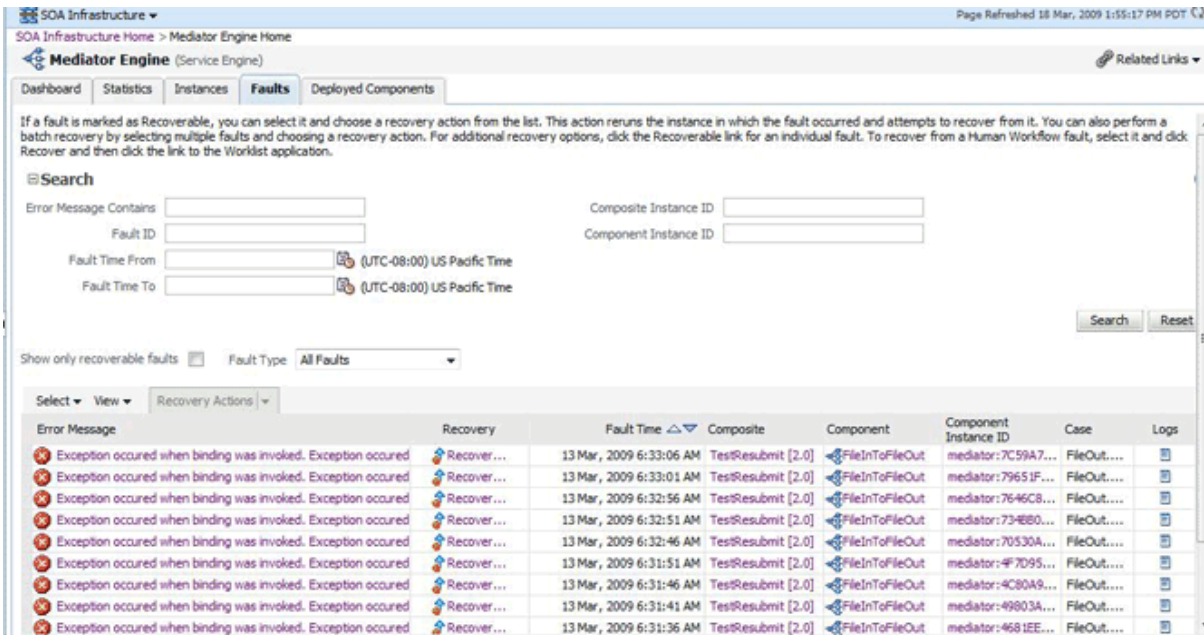 SOA Infrastructure
Page Refreshed 18 Mar, 2009 1:55:17 PM PDT
SOA Infrastructure Home > Mediator Engine Home
Mediator Engine (Service Engine)
Related Links
Dashboard Statistics Instances Faults Deployed Components
If a fault is marked as Recoverable, you can select it and choose a recovery action from the list. This action reruns the instance in which the fault occurred and attempts to recover from it. You can also perform a
batch recovery by selecting multiple faults and choosing a recovery action. For additional recovery options, click the Recoverable link for an individual fault. To recover from a Human Workflow fault, select it and click
Recover and then click the link to the Worklist application.
Search
Error Message Contains Composite Instance ID
Fault ID Component Instance ID
Fault Time From (UTC-08:00) US Pacific Time
Fault Time To (UTC-08:00) US Pacific Time
Search Reset
Show only recoverable faults Fault Type All Faults
Select View Recovery Actions
Error Message Recovery Fault Time Composite Component Component Instance ID Case Logs
Exception occured when binding was invoked. Exception occured Recover... 13 Mar, 2009 6:33:06 AM TestResubmit [2.0] FileInToFileOut mediator:7C59A7... FileOut....
Exception occured when binding was invoked. Exception occured Recover... 13 Mar, 2009 6:33:01 AM TestResubmit [2.0] FileInToFileOut mediator:79651F... FileOut....
Exception occured when binding was invoked. Exception occured Recover... 13 Mar, 2009 6:32:56 AM TestResubmit [2.0] FileInToFileOut mediator:7646C8... FileOut....
Exception occured when binding was invoked. Exception occured Recover... 13 Mar, 2009 6:32:51 AM TestResubmit [2.0] FileInToFileOut mediator:734BB0... FileOut....
Exception occured when binding was invoked. Exception occured Recover... 13 Mar, 2009 6:32:46 AM TestResubmit [2.0] FileInToFileOut mediator:70530A... FileOut....
Exception occured when binding was invoked. Exception occured Recover... 13 Mar, 2009 6:31:51 AM TestResubmit [2.0] FileInToFileOut mediator:4F7D95... FileOut....
Exception occured when binding was invoked. Exception occured Recover... 13 Mar, 2009 6:31:46 AM TestResubmit [2.0] FileInToFileOut mediator:4C80A9... FileOut....
Exception occured when binding was invoked. Exception occured Recover... 13 Mar, 2009 6:31:41 AM TestResubmit [2.0] FileInToFileOut mediator:49803A... FileOut....
Exception occured when binding was invoked. Exception occured Recover... 13 Mar, 2009 6:31:36 AM TestResubmit [2.0] FileInToFileOut mediator:4681EE... FileOut....